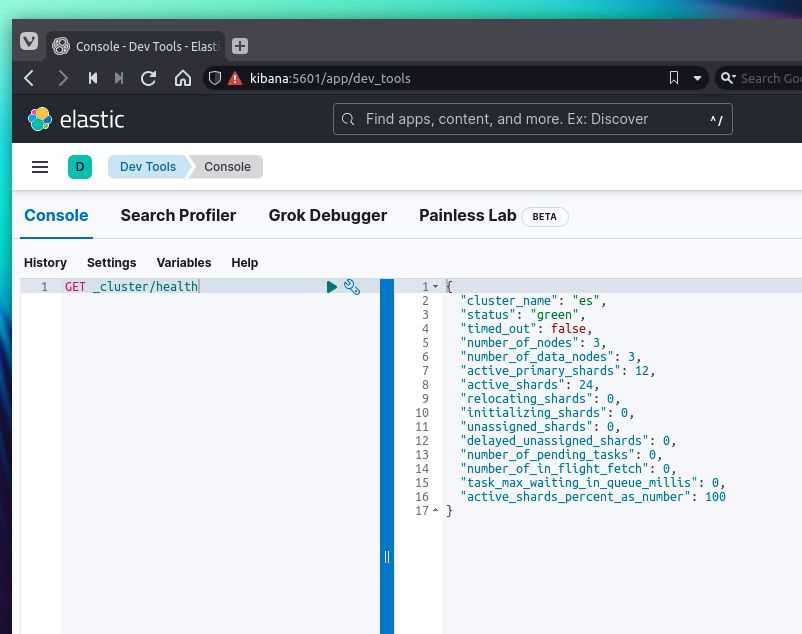 Console - Dev Tools - Elasti
kibana:5601/app/dev_tools
Search Goo
elastic
Find apps, content, and more. Ex: Discover
^/
D
Dev Tools
Console
Console
Search Profiler
Grok Debugger
Painless Lab
BETA
History
Settings
Variables
Help
1
GET _cluster/health
1
{
2
"cluster_name": "es",
3
"status": "green",
4
"timed_out": false,
5
"number_of_nodes": 3,
6
"number_of_data_nodes": 3,
7
"active_primary_shards": 12,
8
"active_shards": 24,
9
"relocating_shards": 0,
10
"initializing_shards": 0,
11
"unassigned_shards": 0,
12
"delayed_unassigned_shards": 0,
13
"number_of_pending_tasks": 0,
14
"number_of_in_flight_fetch": 0,
15
"task_max_waiting_in_queue_millis": 0,
16
"active_shards_percent_as_number": 100
17
}